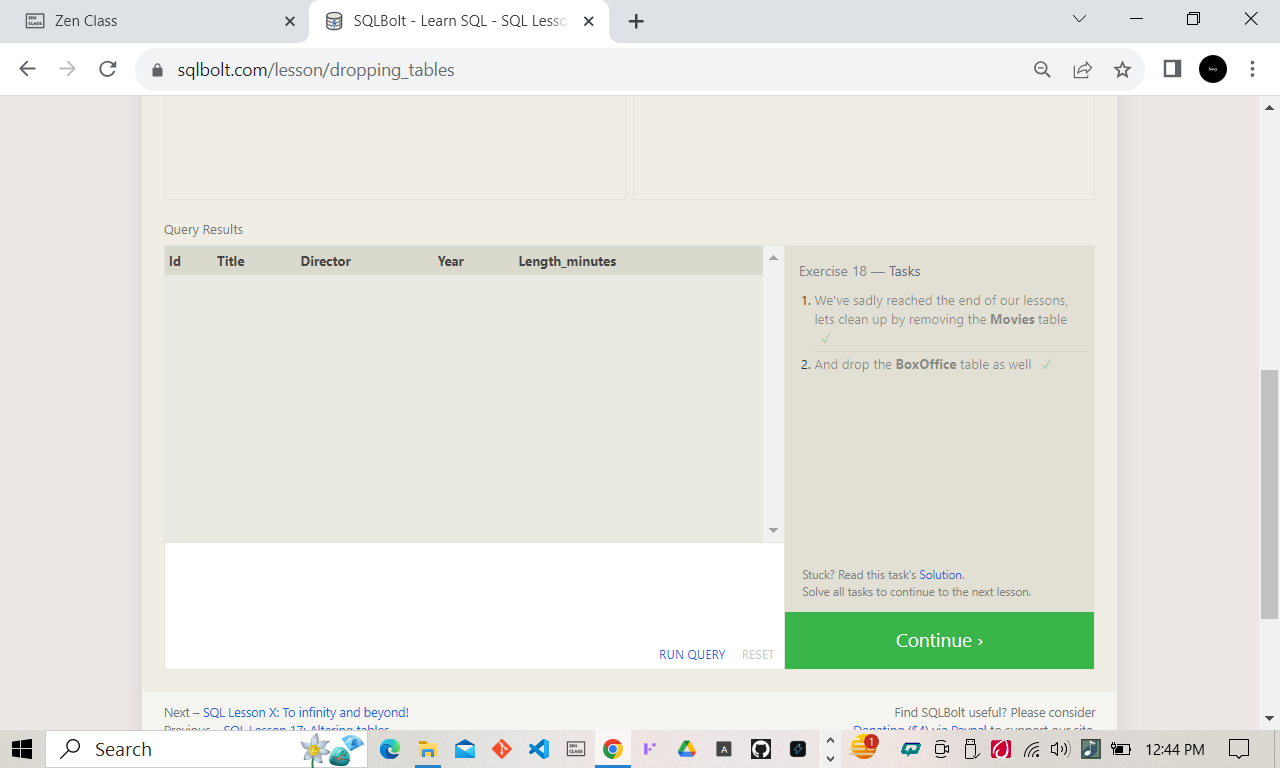 Zen Class
SQLBolt - Learn SQL - SQL Lesso
sqlbolt.com/lesson/dropping_tables
Query Results
Id Title Director Year Length_minutes
Exercise 18 — Tasks
1. We've sadly reached the end of our lessons,
lets clean up by removing the Movies table
✓
2. And drop the BoxOffice table as well ✓
Stuck? Read this task's Solution.
Solve all tasks to continue to the next lesson.
RUN QUERY RESET
Continue ›
Next – SQL Lesson X: To infinity and beyond!
Previous – SQL Lesson 17: Altering tables
Find SQLBolt useful? Please consider
Donating ($4) via Paypal to support our site.
Search
ZEN
CLASS
A
1
12:44 PM